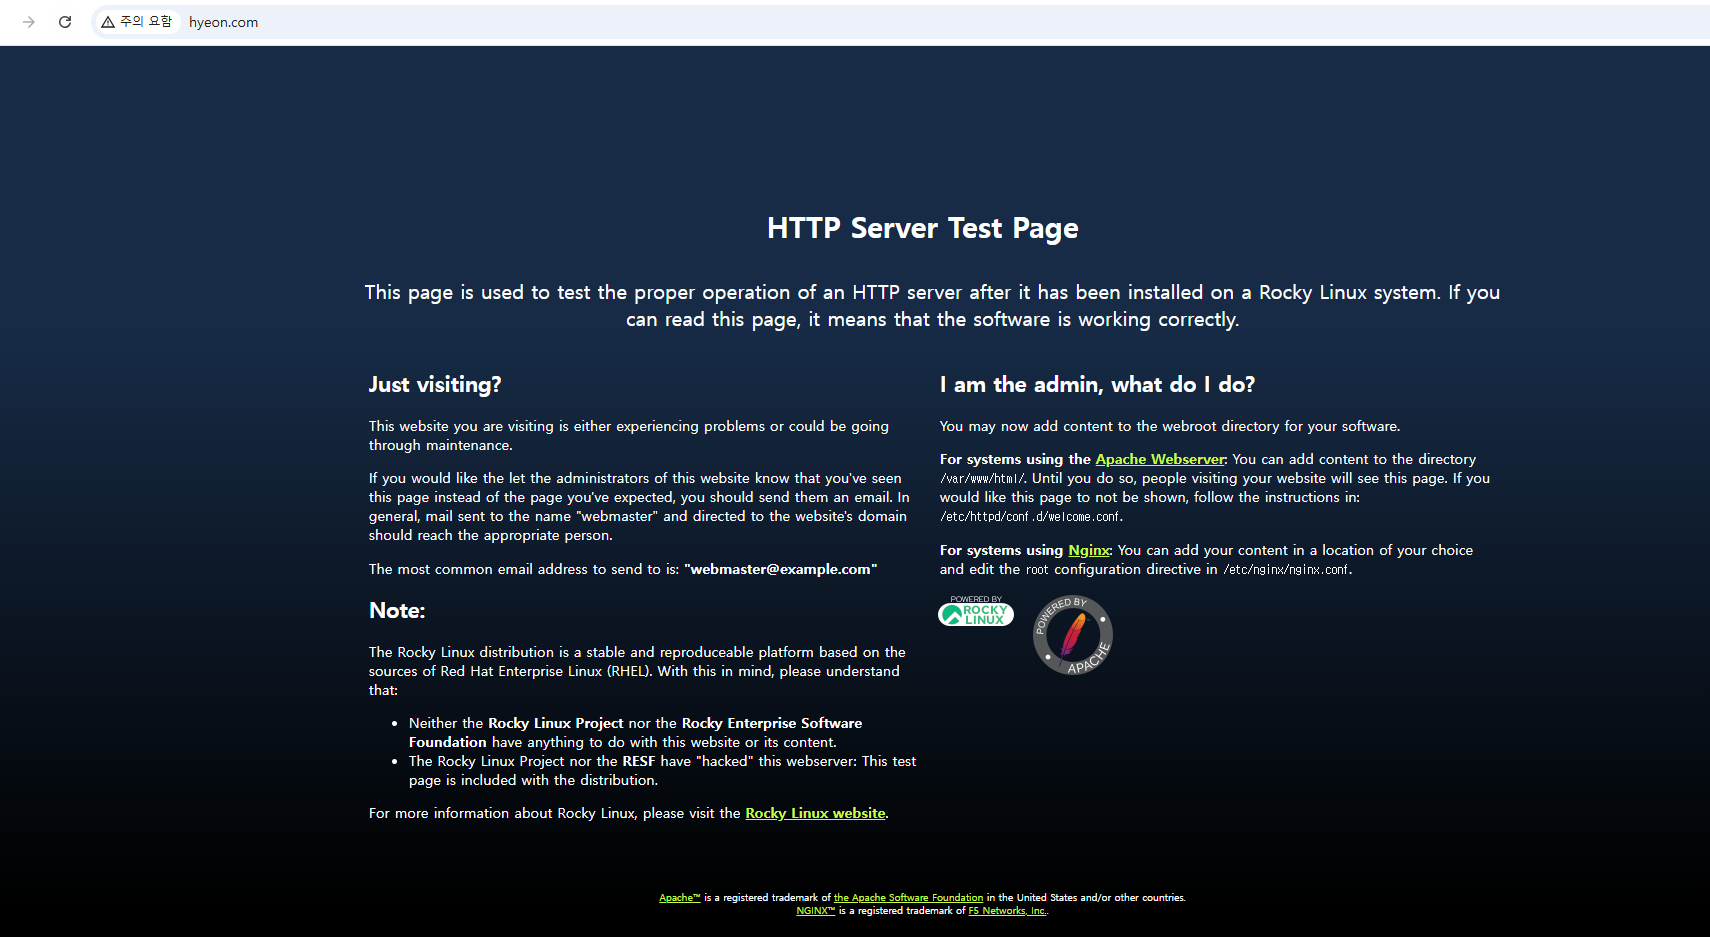 주의 요함 hyeon.com
HTTP Server Test Page
This page is used to test the proper operation of an HTTP server after it has been installed on a Rocky Linux system. If you
can read this page, it means that the software is working correctly.
Just visiting?
This website you are visiting is either experiencing problems or could be going
through maintenance.
If you would like the let the administrators of this website know that you've seen
this page instead of the page you've expected, you should send them an email. In
general, mail sent to the name "webmaster" and directed to the website's domain
should reach the appropriate person.
The most common email address to send to is: "webmaster@example.com"
Note:
The Rocky Linux distribution is a stable and reproduceable platform based on the
sources of Red Hat Enterprise Linux (RHEL). With this in mind, please understand
that:
• Neither the Rocky Linux Project nor the Rocky Enterprise Software
Foundation have anything to do with this website or its content.
• The Rocky Linux Project nor the RESF have "hacked" this webserver: This test
page is included with the distribution.
For more information about Rocky Linux, please visit the Rocky Linux website.
I am the admin, what do I do?
You may now add content to the webroot directory for your software.
For systems using the Apache Webserver: You can add content to the directory
/var/www/html/. Until you do so, people visiting your website will see this page. If you
would like this page to not be shown, follow the instructions in:
/etc/httpd/conf.d/welcome.conf.
For systems using Nginx: You can add your content in a location of your choice
and edit the root configuration directive in /etc/nginx/nginx.conf.
POWERED BY
ROCKY
LINUX
POWERED BY
APACHE
Apache™ is a registered trademark of the Apache Software Foundation in the United States and/or other countries.
NGINX™ is a registered trademark of F5 Networks, Inc..